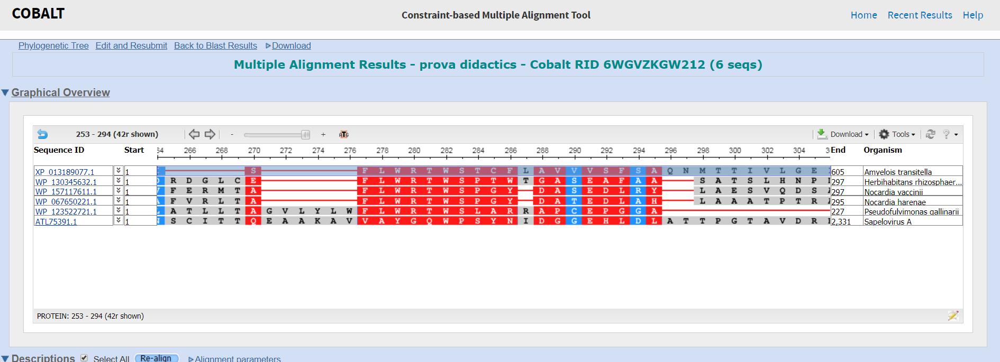 COBALT Constraint-based Multiple Alignment Tool Home Recent Results Help
Phylogenetic Tree Edit and Resubmit Back to Blast Results Download
Multiple Alignment Results - prova didactics - Cobalt RID 6WGVZKGW212 (6 seqs)
Graphical Overview
253 - 294 (42r shown) - + ATG Download Tools ?
Sequence ID Start 266 268 270 272 274 276 278 280 282 284 286 288 290 292 294 296 298 300 302 304 End Organism
XP_013189077.1 1 S F L W R T W S T C F L A V V V S F S A Q N M T T I V L G E 605 Amyelois transitella
WP_130345632.1 1 R D G L C E F L W R T W S P T W T G A S E A F A A S A T S L H N P 297 Herbihabitans rhizosphaer...
WP_157117611.1 1 F E R M T A F L W R T W S P G Y D A S E D L R Y L A E S V Q D S 297 Nocardia vaccinii
WP_067650221.1 1 F V R L T A F L W R T W S P G Y D A T E D L A H L A A A T P T R 295 Nocardia harenae
WP_123522721.1 1 A T L L T A G V L Y L W F L W R T W S L A R R A P C E P G G A 227 Pseudofulvimonas gallinarii
ATL75391.1 1 S C I T T Q E A A K A V V A Y G Q W P S Y N I D G G E H L D L A T T P G T A V D R 2,331 Sapelovirus A
PROTEIN: 253 - 294 (42r shown)
Descriptions Select All Re-align Alignment parameters